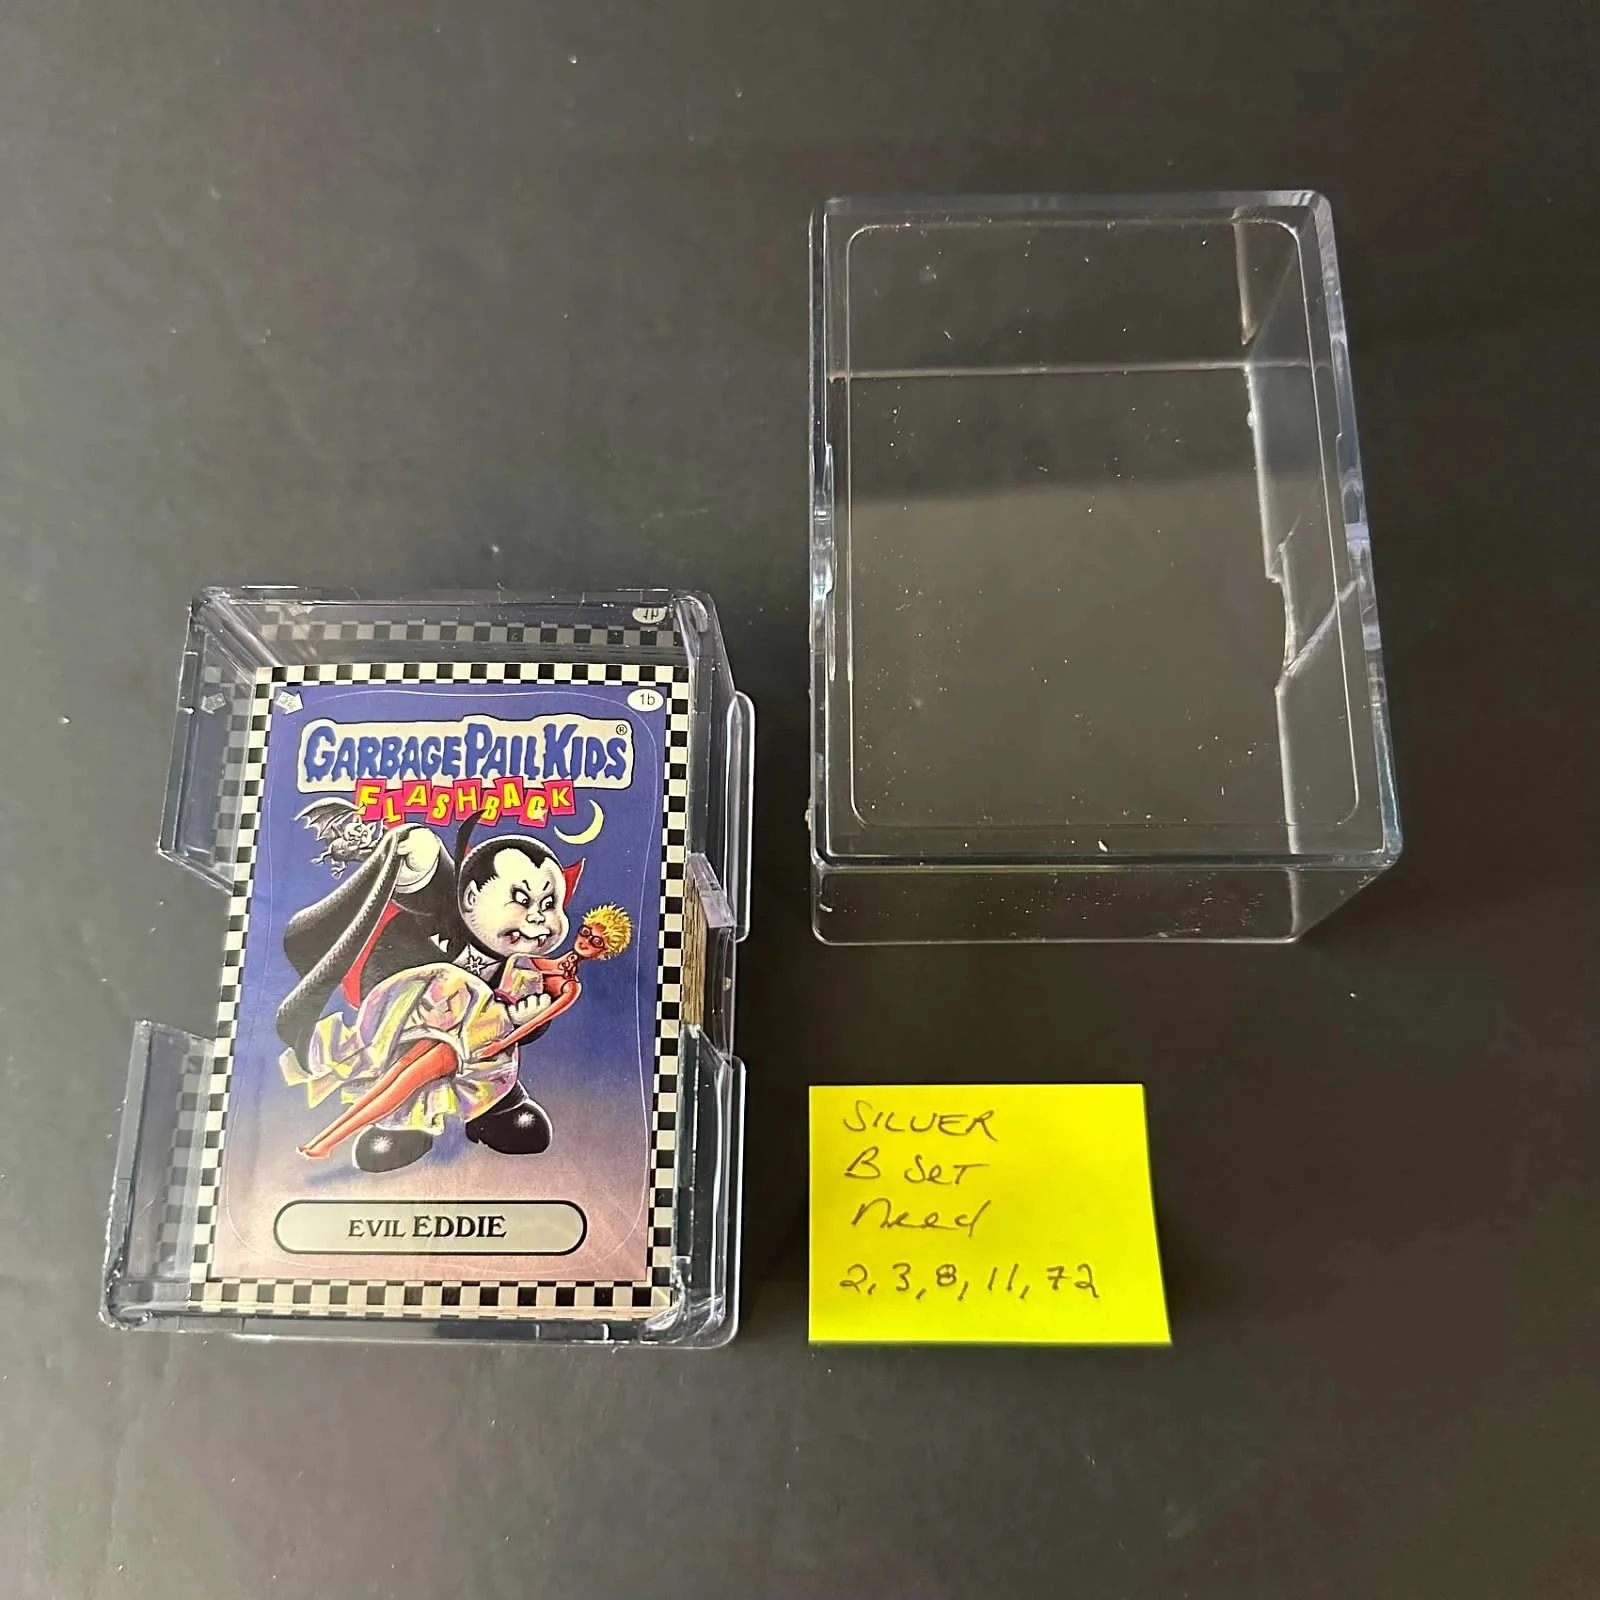 1b
GARBAGE PAIL KIDS®
FLASHBACK
EVIL EDDIE
SILVER
B SET
Need
2, 3, 8, 11, 72